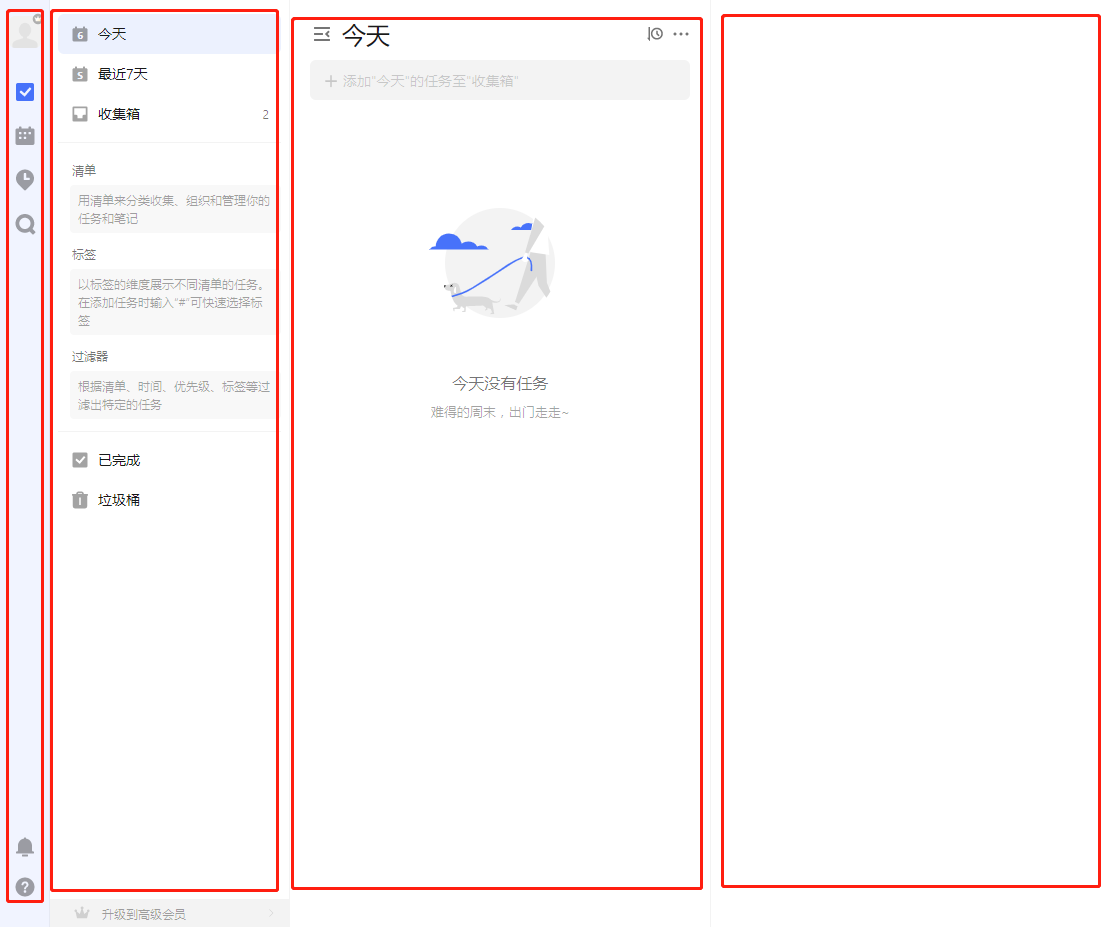 6 今天
S 最近7天
收集箱 2
清单
用清单来分类收集、组织和管理你的
任务和笔记
标签
以标签的维度展示不同清单的任务。
在添加任务时输入“#”可快速选择标
签
过滤器
根据清单、时间、优先级、标签等过
滤出特定的任务
已完成
垃圾桶
升级到高级会员
今天
添加“今天”的任务至“收集箱”
今天没有任务
难得的周末，出门走走~